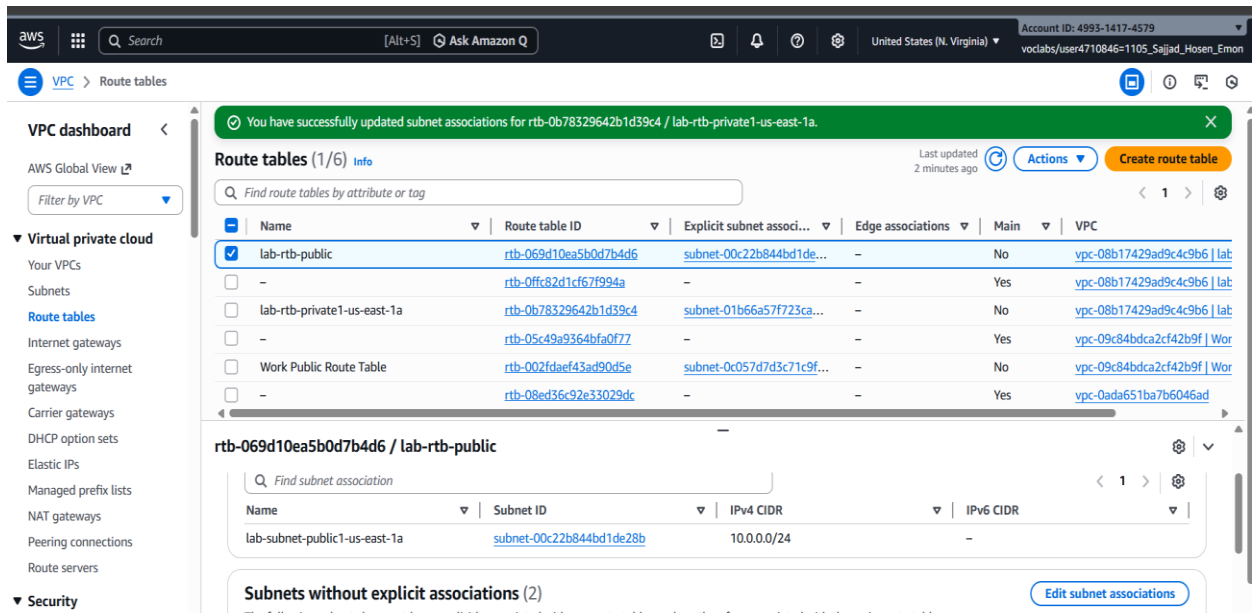 aws
Search [Alt+S] Ask Amazon Q United States (N. Virginia) ▼
Account ID: 4993-1417-4579
voclabs/user4710846=1105_Sajjad_Hosen_Emon
VPC > Route tables
VPC dashboard
AWS Global View
Filter by VPC
Virtual private cloud
Your VPCs
Subnets
Route tables
Internet gateways
Egress-only internet
gateways
Carrier gateways
DHCP option sets
Elastic IPs
Managed prefix lists
NAT gateways
Peering connections
Route servers
Security
You have successfully updated subnet associations for rtb-0b78329642b1d39c4 / lab-rtb-private1-us-east-1a.
Route tables (1/6) Info
Last updated
2 minutes ago
Actions
Create route table
Find route tables by attribute or tag
1
Name Route table ID Explicit subnet associ... Edge associations Main VPC
lab-rtb-public rtb-069d10ea5b0d7b4d6 subnet-00c22b844bd1de... – No vpc-08b17429ad9c4c9b6 | lab
– rtb-0ffc82d1cf67f994a – – Yes vpc-08b17429ad9c4c9b6 | lab
lab-rtb-private1-us-east-1a rtb-0b78329642b1d39c4 subnet-01b66a57f723ca... – No vpc-08b17429ad9c4c9b6 | lab
– rtb-05c49a9364bfa0f77 – – Yes vpc-09c84bdca2cf42b9f | Wor
Work Public Route Table rtb-002fdaef43ad90d5e subnet-0c057d7d3c71c9f... – No vpc-09c84bdca2cf42b9f | Wor
– rtb-08ed36c92e33029dc – – Yes vpc-0ada651ba7b6046ad
rtb-069d10ea5b0d7b4d6 / lab-rtb-public
Find subnet association
1
Name Subnet ID IPv4 CIDR IPv6 CIDR
lab-subnet-public1-us-east-1a subnet-00c22b844bd1de28b 10.0.0.0/24 –
Subnets without explicit associations (2)
Edit subnet associations